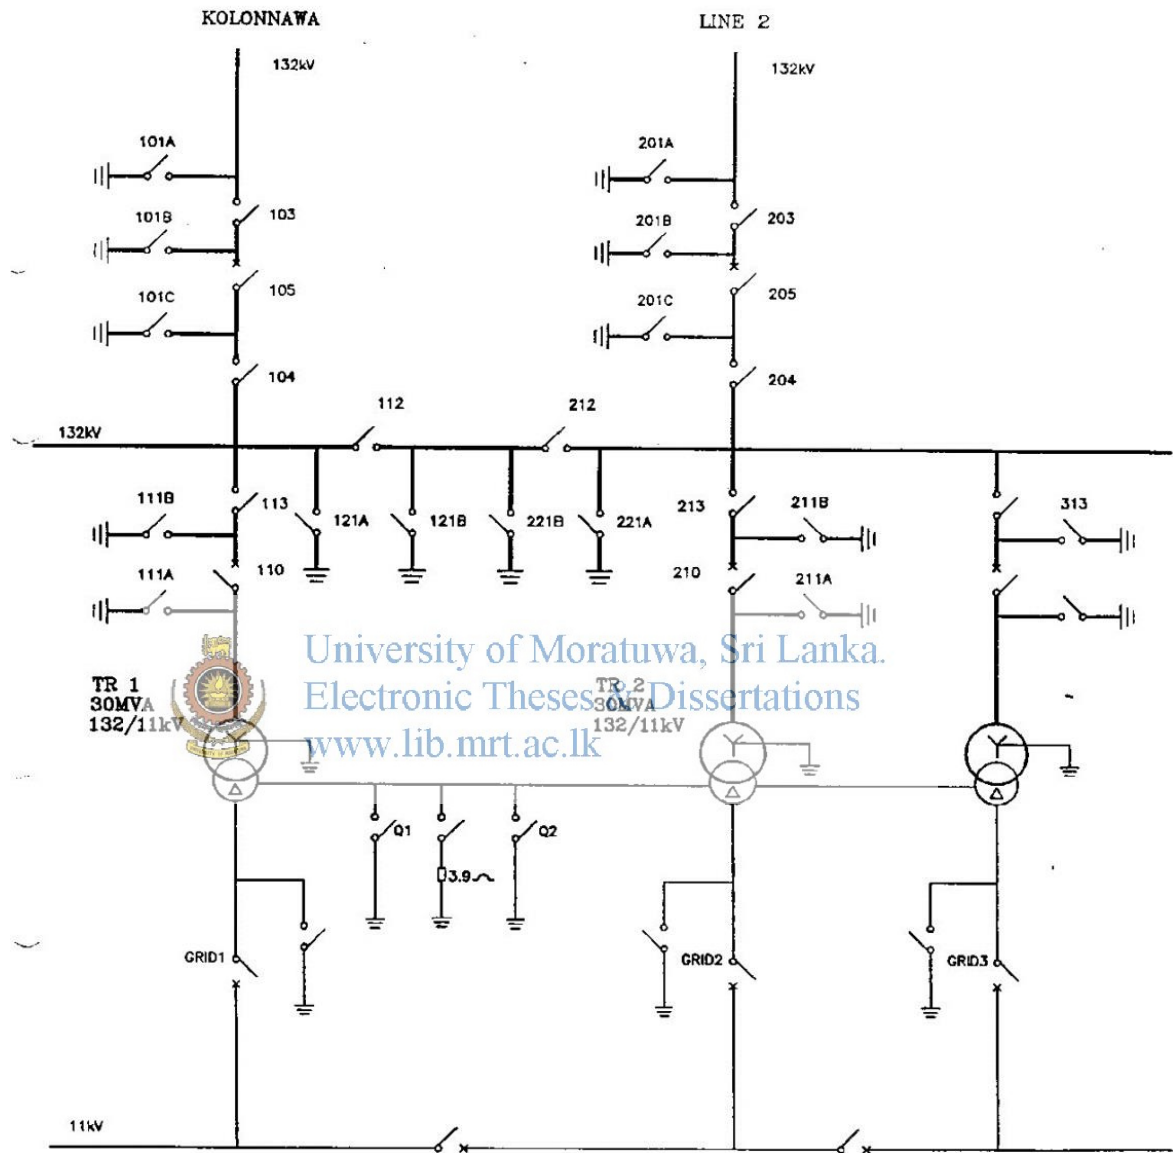 KOLONNAWA
LINE 2
132kV
132kV
101A
201A
103
203
101B
201B
105
205
101C
201C
104
204
112
212
132kV
111B
113
121A
121B
221B
221A
213
211B
313
111A
110
210
211A
University of Moratuwa, Sri Lanka.
Electronic Theses & Dissertations
www.lib.mrt.ac.lk
TR 1
30MVA
132/11kV
TR 2
30MVA
132/11kV
Q1
Q2
3.9
GRID1
GRID2
GRID3
11kV